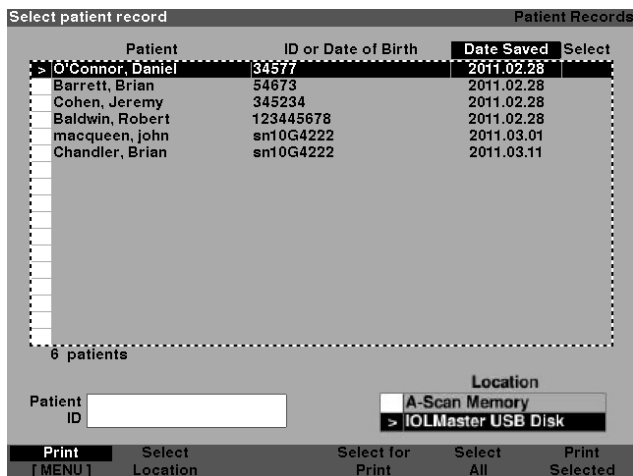 Select patient record Patient Records
Patient ID or Date of Birth Date Saved Select
> O'Connor, Daniel 34577 2011.02.28
Barrett, Brian 54673 2011.02.28
Cohen, Jeremy 345234 2011.02.28
Baldwin, Robert 123445678 2011.02.28
macqueen, john sn10G4222 2011.03.01
Chandler, Brian sn10G4222 2011.03.11
6 patients
Location
Patient ID
A-Scan Memory
> IOLMaster USB Disk
Print Select Select for Select Print
[MENU] Location Print All Selected